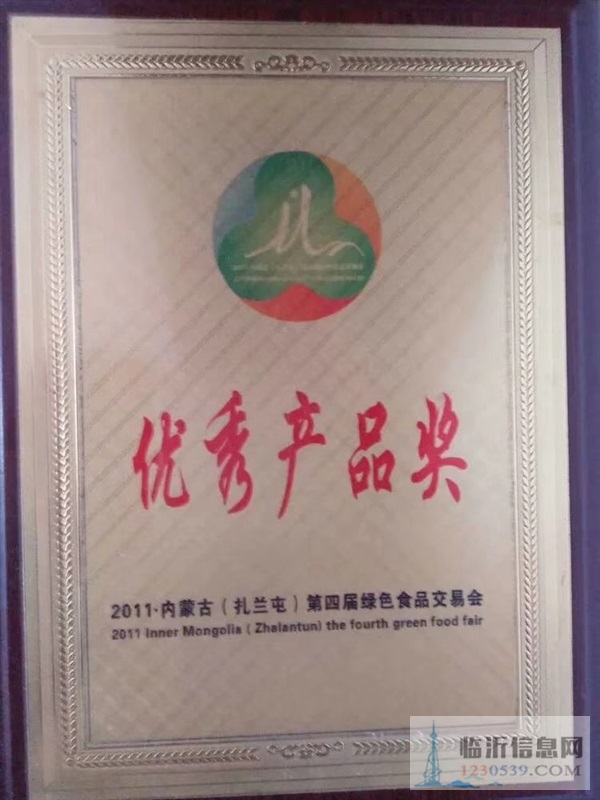 优秀产品奖
2011·内蒙古（扎兰屯）第四届绿色食品交易会
2011 Inner Mongolia ( Zhalantun) the fourth green food fair
临沂信息网
1230539.COM